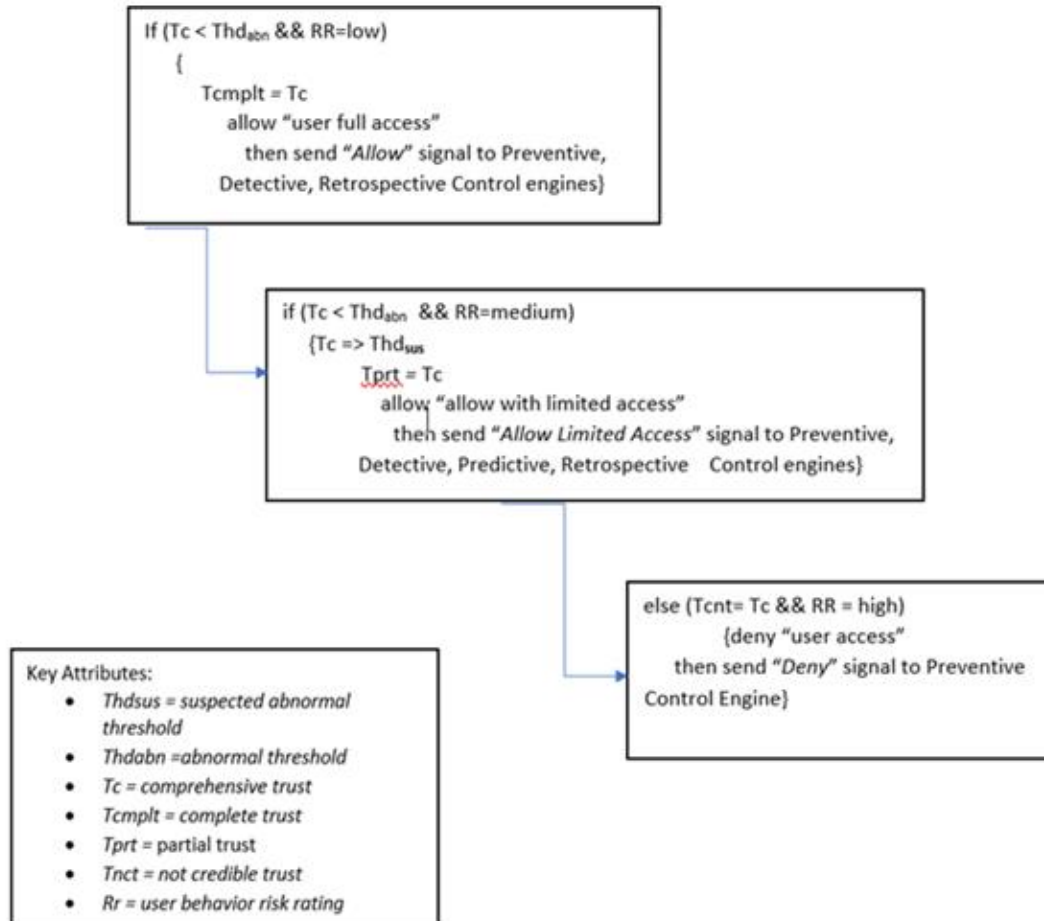 If (Tc < Thdabn && RR=low)
{
Tcmplt = Tc
allow “user full access”
then send “Allow” signal to Preventive,
Detective, Retrospective Control engines}
if (Tc < Thdabn && RR=medium)
{Tc => Thdsus
Tprt = Tc
allow “allow with limited access”
then send “Allow Limited Access” signal to Preventive,
Detective, Predictive, Retrospective Control engines}
else (Tcnt= Tc && RR = high)
{deny “user access”
then send “Deny” signal to Preventive
Control Engine}
Key Attributes:
• Thdsus = suspected abnormal
threshold
• Thdabn =abnormal threshold
• Tc = comprehensive trust
• Tcmplt = complete trust
• Tprt = partial trust
• Tnct = not credible trust
• Rr = user behavior risk rating